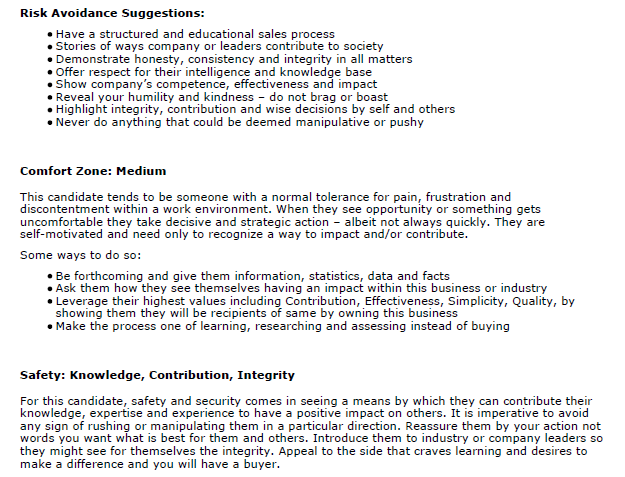 Risk Avoidance Suggestions:
• Have a structured and educational sales process
• Stories of ways company or leaders contribute to society
• Demonstrate honesty, consistency and integrity in all matters
• Offer respect for their intelligence and knowledge base
• Show company's competence, effectiveness and impact
• Reveal your humility and kindness – do not brag or boast
• Highlight integrity, contribution and wise decisions by self and others
• Never do anything that could be deemed manipulative or pushy
Comfort Zone: Medium
This candidate tends to be someone with a normal tolerance for pain, frustration and
discontentment within a work environment. When they see opportunity or something gets
uncomfortable they take decisive and strategic action – albeit not always quickly. They are
self-motivated and need only to recognize a way to impact and/or contribute.
Some ways to do so:
• Be forthcoming and give them information, statistics, data and facts
• Ask them how they see themselves having an impact within this business or industry
• Leverage their highest values including Contribution, Effectiveness, Simplicity, Quality, by
showing them they will be recipients of same by owning this business
• Make the process one of learning, researching and assessing instead of buying
Safety: Knowledge, Contribution, Integrity
For this candidate, safety and security comes in seeing a means by which they can contribute their
knowledge, expertise and experience to have a positive impact on others. It is imperative to avoid
any sign of rushing or manipulating them in a particular direction. Reassure them by your action not
words you want what is best for them and others. Introduce them to industry or company leaders so
they might see for themselves the integrity. Appeal to the side that craves learning and desires to
make a difference and you will have a buyer.